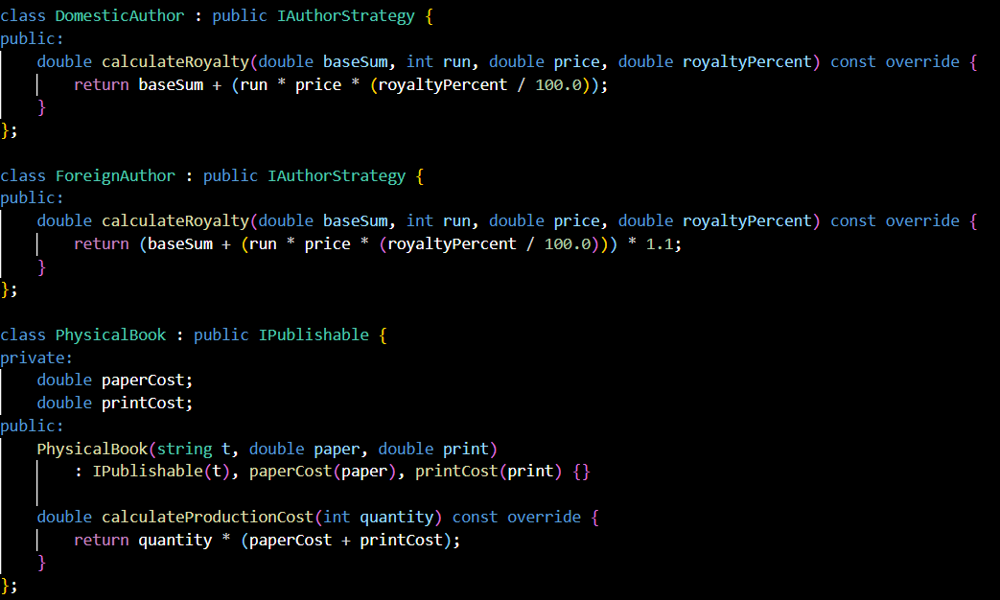 class DomesticAuthor : public IAuthorStrategy {
public:
    double calculateRoyalty(double baseSum, int run, double price, double royaltyPercent) const override {
        return baseSum + (run * price * (royaltyPercent / 100.0));
    }
};

class ForeignAuthor : public IAuthorStrategy {
public:
    double calculateRoyalty(double baseSum, int run, double price, double royaltyPercent) const override {
        return (baseSum + (run * price * (royaltyPercent / 100.0))) * 1.1;
    }
};

class PhysicalBook : public IPublishable {
private:
    double paperCost;
    double printCost;
public:
    PhysicalBook(string t, double paper, double print)
        : IPublishable(t), paperCost(paper), printCost(print) {}

    double calculateProductionCost(int quantity) const override {
        return quantity * (paperCost + printCost);
    }
};